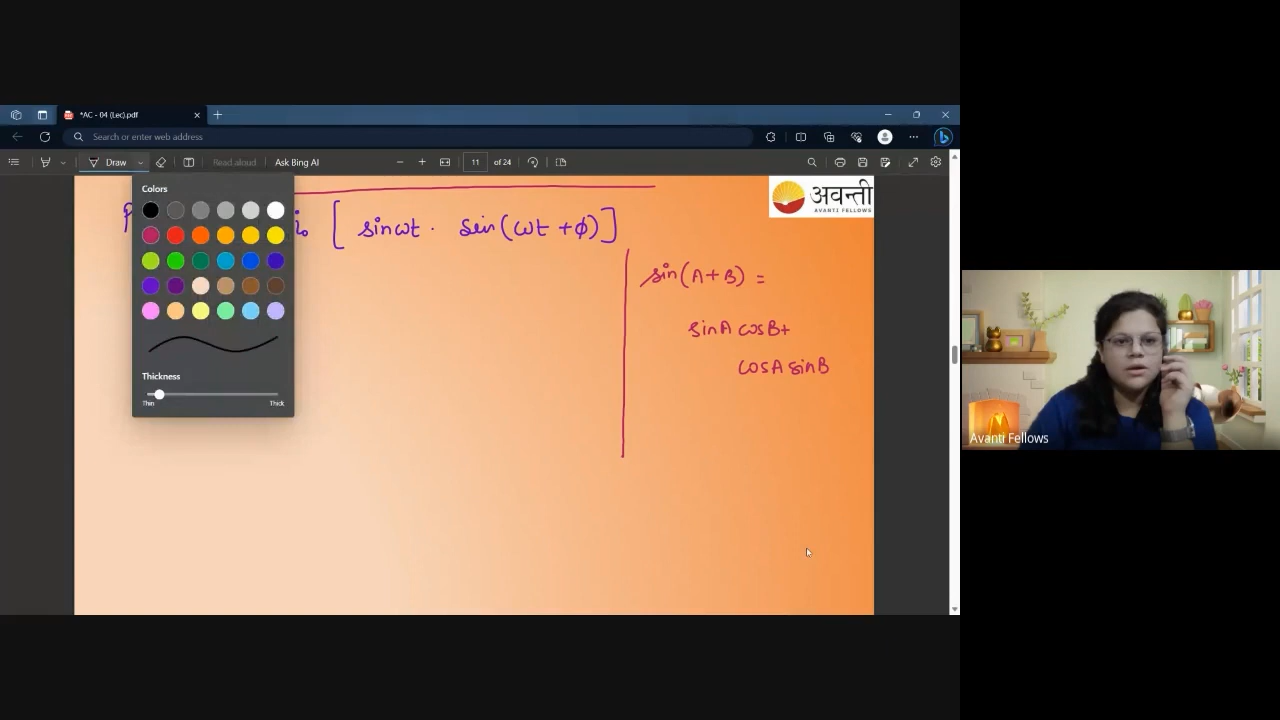 *AC - 04 (Lec).pdf
Search or enter web address
Draw
Read aloud
Ask Bing AI
11
of 24
Colors
Thickness
Thin
Thick
अवन्ती
AVANTI FELLOWS
i₀ [ sinωt · sin(ωt +ϕ)]
sin(A+B) =
sinA cosB+
cosA sinB
Avanti Fellows